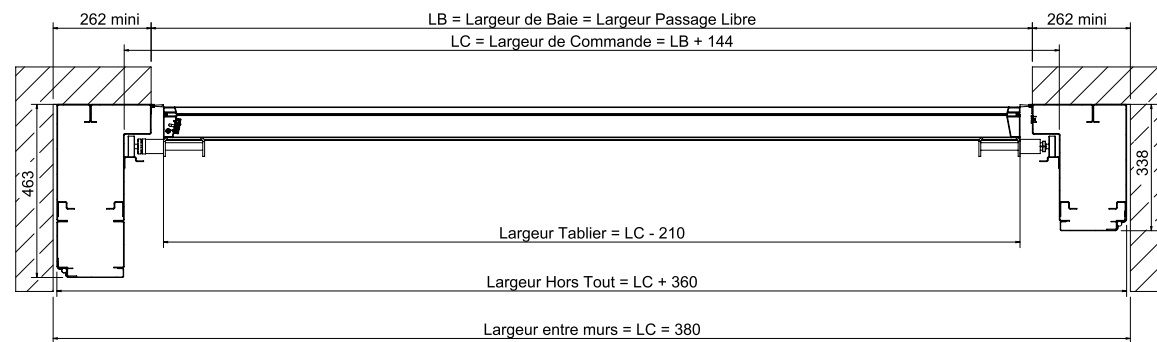 262 mini
LB = Largeur de Baie = Largeur Passage Libre
262 mini
LC = Largeur de Commande = LB + 144
463
338
Largeur Tablier = LC - 210
Largeur Hors Tout = LC + 360
Largeur entre murs = LC = 380